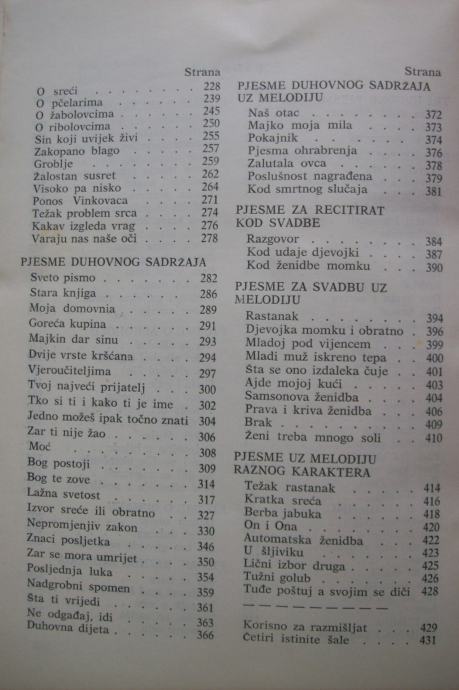 Strana
O sreći . . . . . . . 228
O pčelarima . . . . . 239
O žabolovcima . . . . 245
O ribolovcima . . . . 250
Sin koji uvijek živi . . . 255
Zakopano blago . . . . 257
Groblje . . . . . . . 259
Žalostan susret . . . . 262
Visoko pa nisko . . . . 264
Ponos Vinkovaca . . . . 271
Težak problem srca . . . 274
Kakav izgleda vrag . . . 276
Varaju nas naše oči . . . 278
PJESME DUHOVNOG SADRZAJA
Sveto pismo . . . . . . 282
Stara knjiga . . . . . . 286
Moja domovnia . . . . . 289
Goreća kupina . . . . . 291
Majkin dar sinu . . . . 293
Dvije vrste kršćana . . . 294
Vjeroučiteljima . . . . . 297
Tvoj najveći prijatelj . . . 300
Tko si ti i kako ti je ime . . 302
Jedno možeš ipak točno znati 304
Zar ti nije žao . . . . . 306
Moć . . . . . . . . 308
Bog postoji . . . . . . 309
Bog te zove . . . . . . 314
Lažna svetost . . . . . 317
Izvor sreće ili obratno . . 327
Nepromjenjiv zakon . . . 330
Znaci posljetka . . . . . 346
Zar se mora umrijet . . . 350
Posljednja luka . . . . . 354
Nadgrobni spomen . . . . 359
Šta ti vrijedi . . . . . 361
Ne odgađaj, idi . . . . . 363
Duhovna dijeta . . . . . 366
Strana
PJESME DUHOVNOG SADRZAJA
UZ MELODIJU
Naš otac . . . . . . . 372
Majko moja mila . . . . 373
Pokajnik . . . . . . . 374
Pjesma ohrabrenja . . . . 376
Zalutala ovca . . . . . 378
Poslušnost nagrađena . . . 379
Kod smrtnog slučaja . . . 381
PJESME ZA RECITIRAT
KOD SVADBE
Razgovor . . . . . . . 384
Kod udaje djevojki . . . . 387
Kod ženidbe momku . . . 390
PJESME ZA SVADBU UZ
MELODIJU
Rastanak . . . . . . . 394
Djevojka momku i obratno . 396
Mladoj pod vijencem . . . 399
Mladi muž iskreno tepa . . 400
Šta se ono izdaleka čuje . . 401
Ajde mojoj kući . . . . . 403
Samsonova ženidba . . . . 404
Prava i kriva ženidba . . . 406
Brak . . . . . . . . 409
Ženi treba mnogo soli . . . 410
PJESME UZ MELODIJU
RAZNOG KARAKTERA
Težak rastanak . . . . . 414
Kratka sreća . . . . . . 416
Berba jabuka . . . . . . 418
On i Ona . . . . . . . 420
Automatska ženidba . . . 422
U šljiviku . . . . . . . 423
Lični izbor druga . . . . 425
Tužni golub . . . . . . 426
Tuđe poštuj a svojim se diči 428
— — — — — — — — — —
Korisno za razmišljat . . . 429
Četiri istinite šale . . . . 431